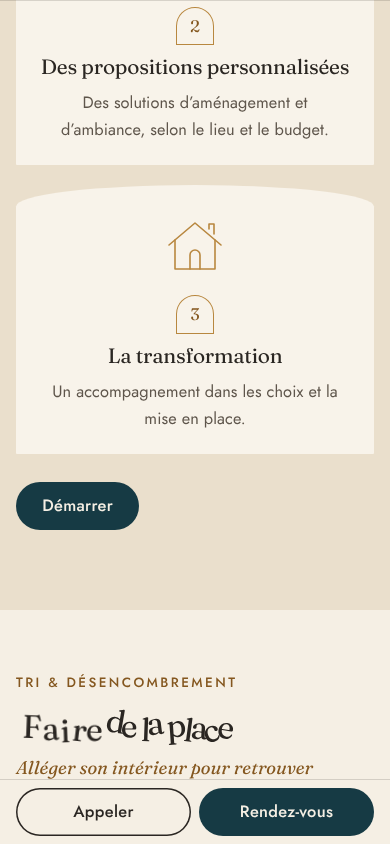 2
Des propositions personnalisées
Des solutions d’aménagement et
d’ambiance, selon le lieu et le budget.
3
La transformation
Un accompagnement dans les choix et la
mise en place.
Démarrer
TRI & DÉSENCOMBREMENT
Faire de la place
Alléger son intérieur pour retrouver
Appeler
Rendez-vous